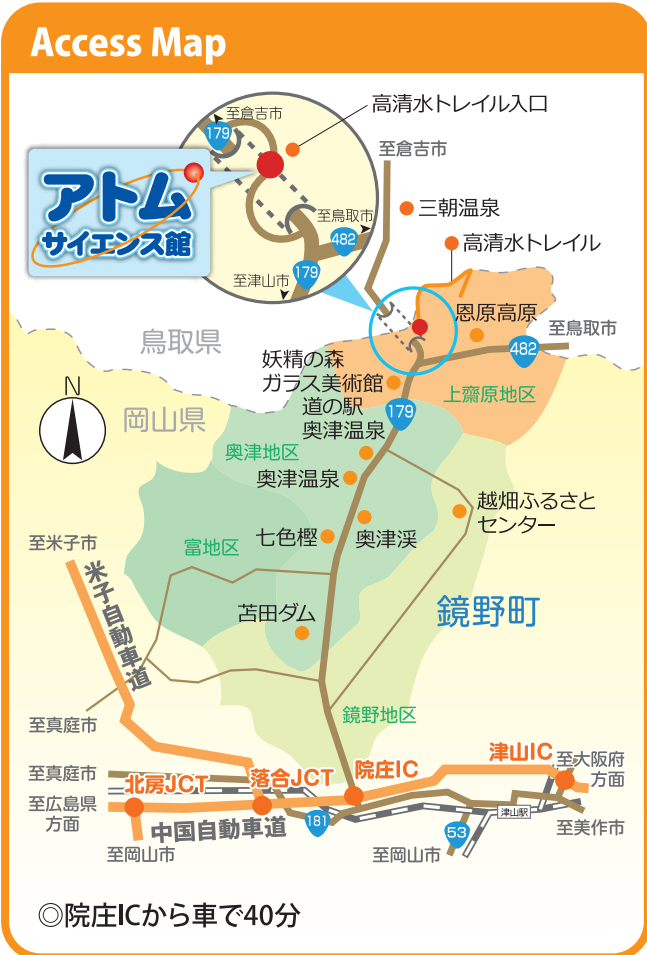 Access Map
至倉吉市
高清水トレイル入口
179
至倉吉市
アトム
サイエンス館
三朝温泉
至鳥取市
482
高清水トレイル
至津山市
179
恩原高原
至鳥取市
鳥取県
482
妖精の森
ガラス美術館
道の駅
奥津温泉
上齋原地区
N
岡山県
179
奥津地区
奥津温泉
越畑ふるさと
センター
至米子市
富地区
七色樫
奥津渓
米子自動車道
苫田ダム
鏡野町
至真庭市
鏡野地区
至真庭市
北房JCT
落合JCT
院庄IC
津山IC
至大阪府
方面
至広島県
方面
中国自動車道
181
津山駅
53
至美作市
至岡山市
至岡山市
◎院庄ICから車で40分